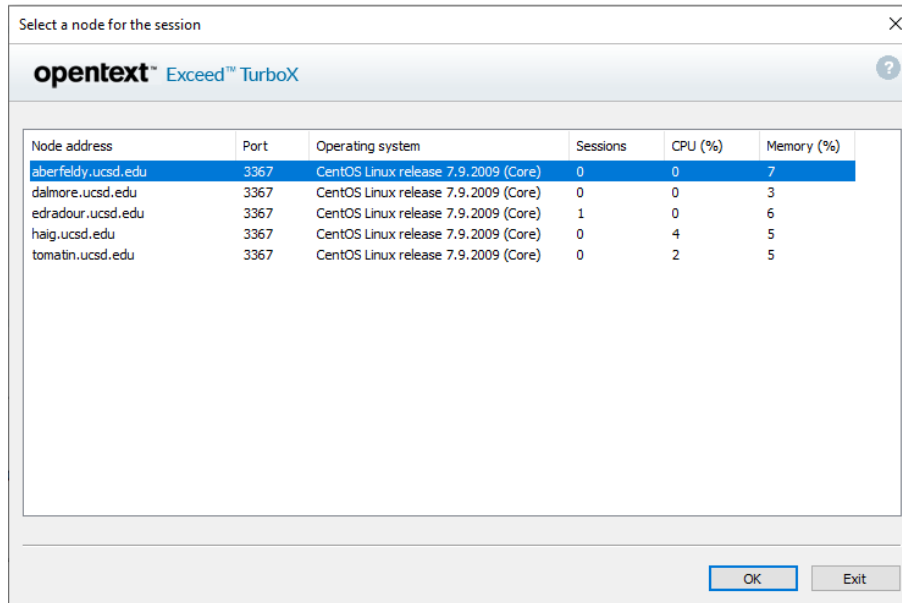 Select a node for the session
opentext™ Exceed™ TurboX
?
Node address Port Operating system Sessions CPU (%) Memory (%)
aberfeldy.ucsd.edu 3367 CentOS Linux release 7.9.2009 (Core) 0 0 7
dalmore.ucsd.edu 3367 CentOS Linux release 7.9.2009 (Core) 0 0 3
edradour.ucsd.edu 3367 CentOS Linux release 7.9.2009 (Core) 1 0 6
haig.ucsd.edu 3367 CentOS Linux release 7.9.2009 (Core) 0 4 5
tomatin.ucsd.edu 3367 CentOS Linux release 7.9.2009 (Core) 0 2 5
OK Exit